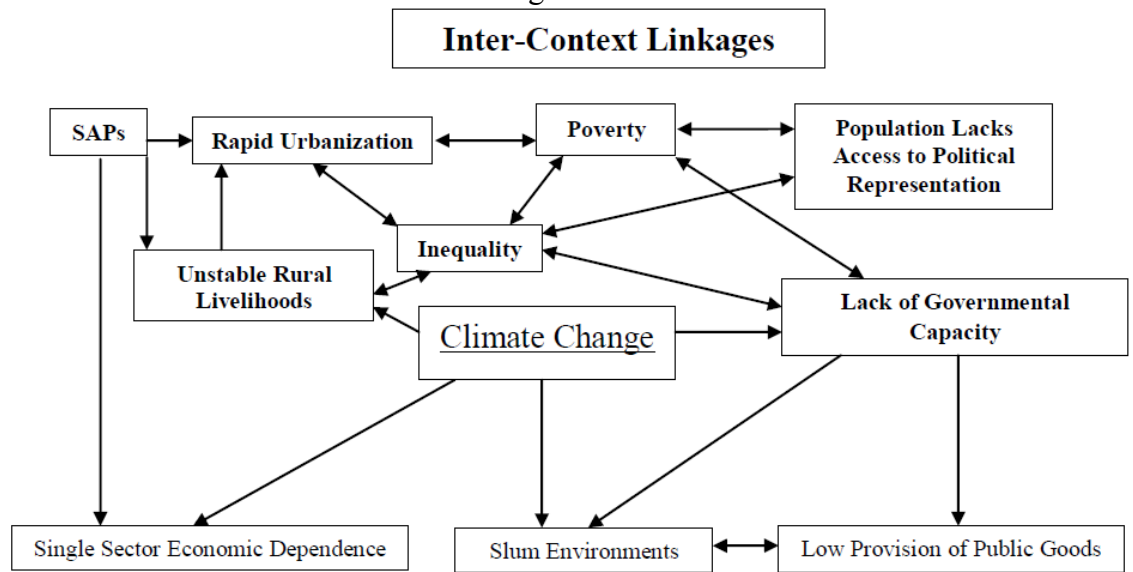 Inter-Context Linkages
SAPs
Rapid Urbanization
Poverty
Population Lacks
Access to Political
Representation
Inequality
Unstable Rural
Livelihoods
Lack of Governmental
Capacity
Climate Change
Single Sector Economic Dependence
Slum Environments
Low Provision of Public Goods